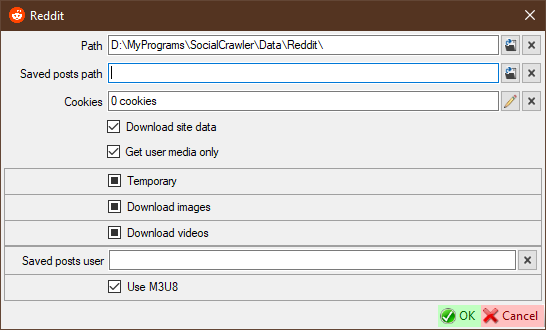 Reddit
Path D:\MyPrograms\SocialCrawler\Data\Reddit\
Saved posts path
Cookies 0 cookies
Download site data
Get user media only
Temporary
Download images
Download videos
Saved posts user
Use M3U8
OK Cancel